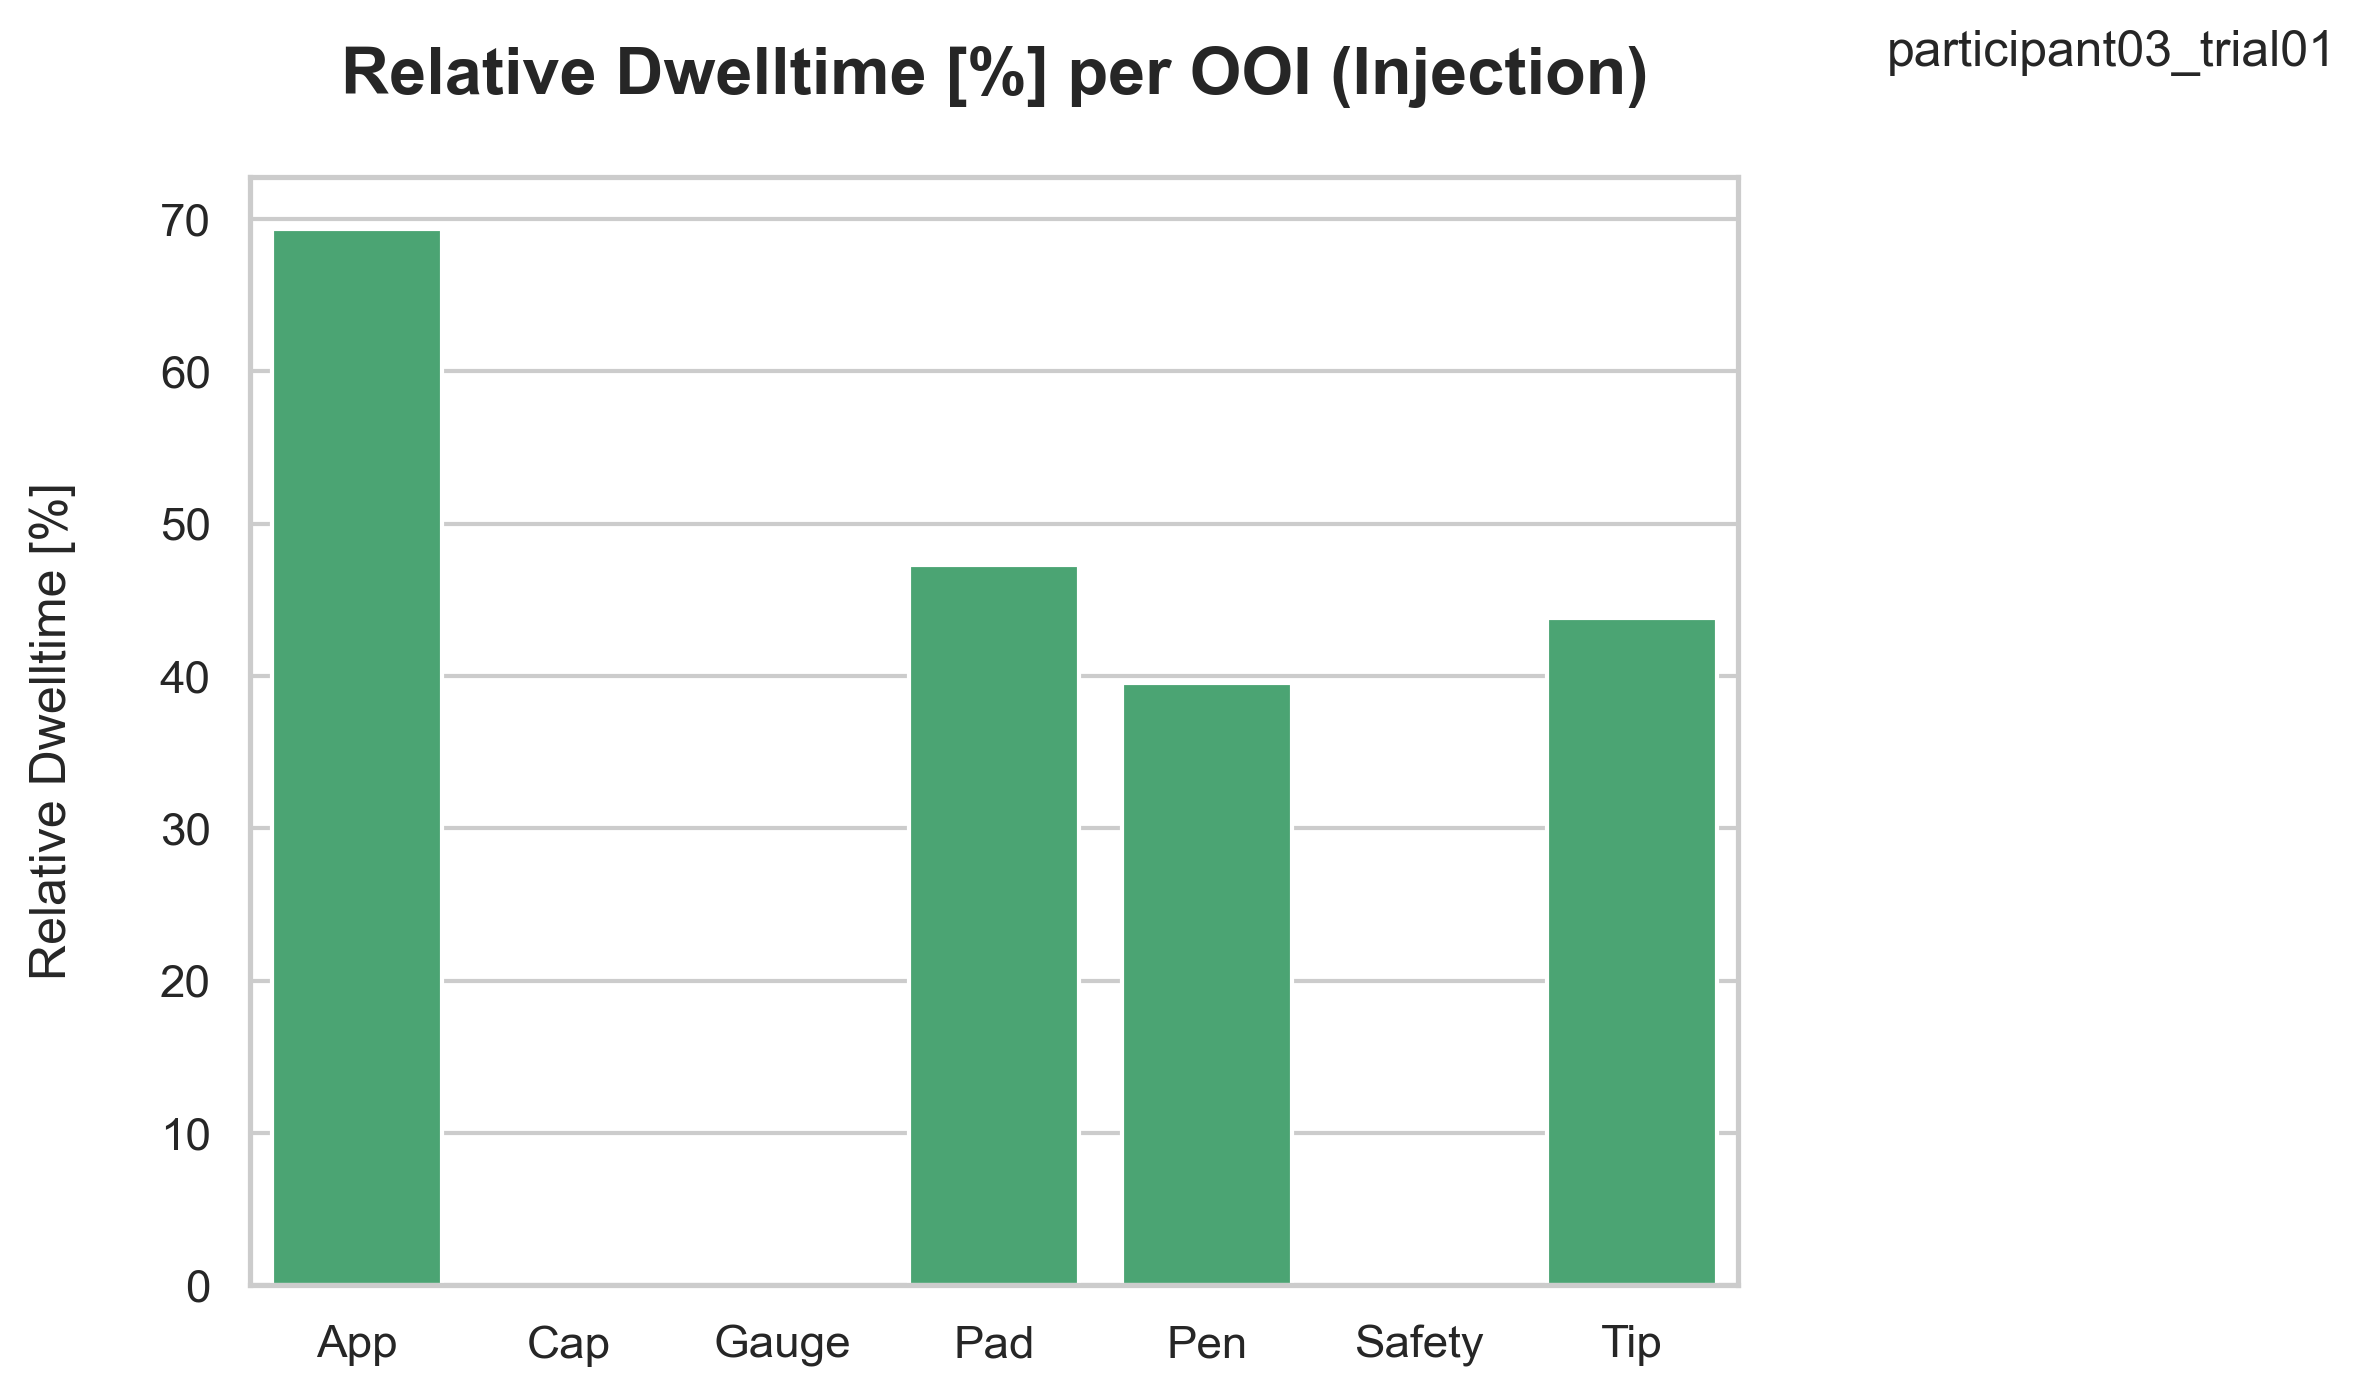 participant03_trial01
Relative Dwelltime [%] per OOI (Injection)
Relative Dwelltime [%]
70
60
50
40
30
20
10
0
App Cap Gauge Pad Pen Safety Tip